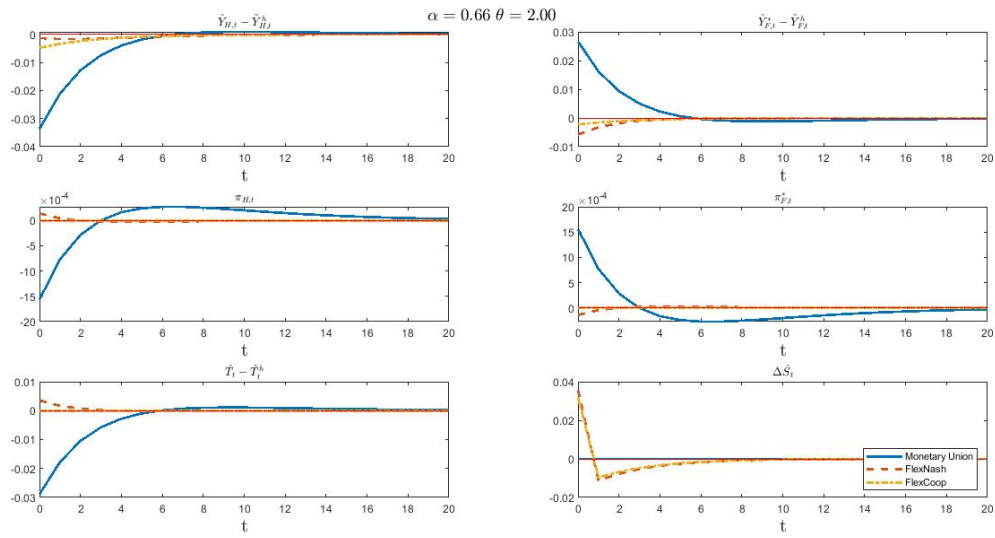 α = 0.66 θ = 2.00
Ŷ_{H,t} − Ỹ^h_{H,t}
0
-0.01
-0.02
-0.03
-0.04
0 2 4 6 8 10 12 14 16 18 20
t
Ŷ*_{F,t} − Ỹ^h_{F,t}
0.03
0.02
0.01
0
-0.01
0 2 4 6 8 10 12 14 16 18 20
t
×10⁻⁴
π_{H,t}
0
-5
-10
-15
-20
0 2 4 6 8 10 12 14 16 18 20
t
×10⁻⁴
π*_{F,t}
20
15
10
5
0
0 2 4 6 8 10 12 14 16 18 20
t
T̂_t − T̃^h_t
0.01
0
-0.01
-0.02
-0.03
0 2 4 6 8 10 12 14 16 18 20
t
ΔŜ_t
0.04
0.02
0
-0.02
0 2 4 6 8 10 12 14 16 18 20
t
Monetary Union
FlexNash
FlexCoop